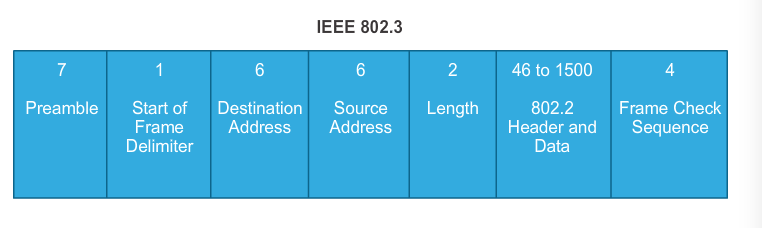 IEEE 802.3
7
Preamble
1
Start of
Frame
Delimiter
6
Destination
Address
6
Source
Address
2
Length
46 to 1500
802.2
Header and
Data
4
Frame Check
Sequence